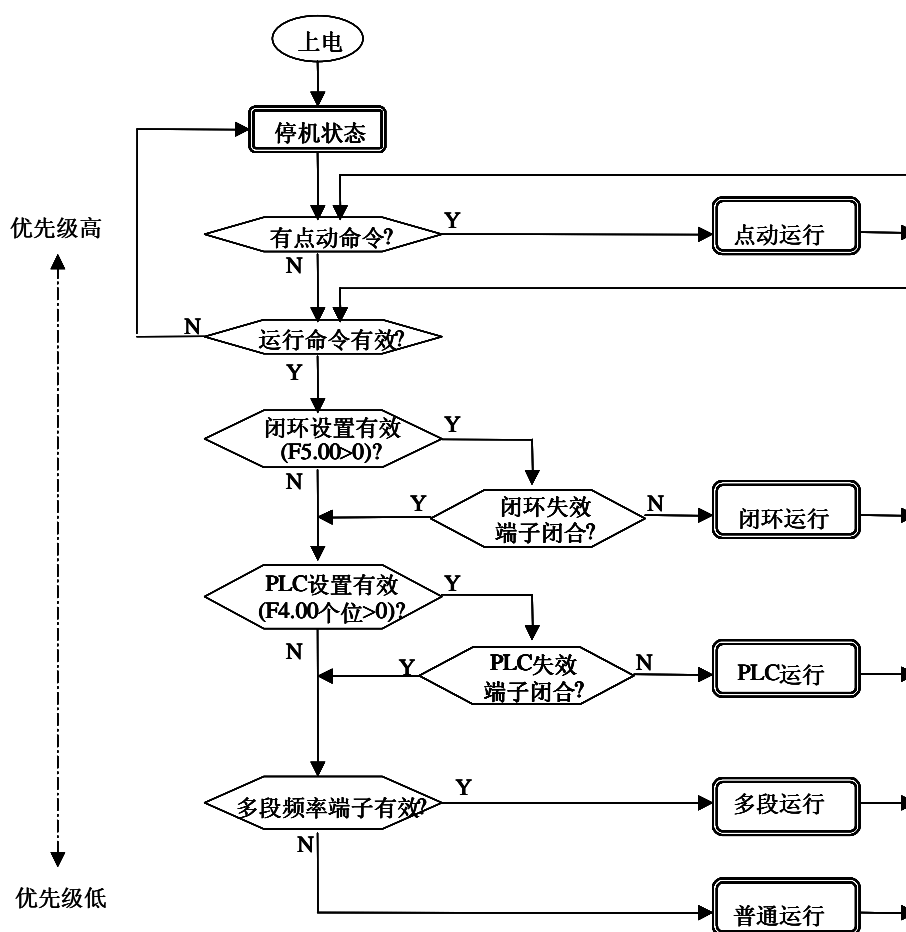 上电
停机状态
优先级高
有点动命令?
Y
点动运行
N
N
运行命令有效?
Y
闭环设置有效
(F5.00>0)?
Y
N
Y
闭环失效
端子闭合?
N
闭环运行
PLC设置有效
(F4.00个位>0)?
Y
N
Y
PLC失效
端子闭合?
N
PLC运行
多段频率端子有效?
Y
多段运行
N
优先级低
普通运行